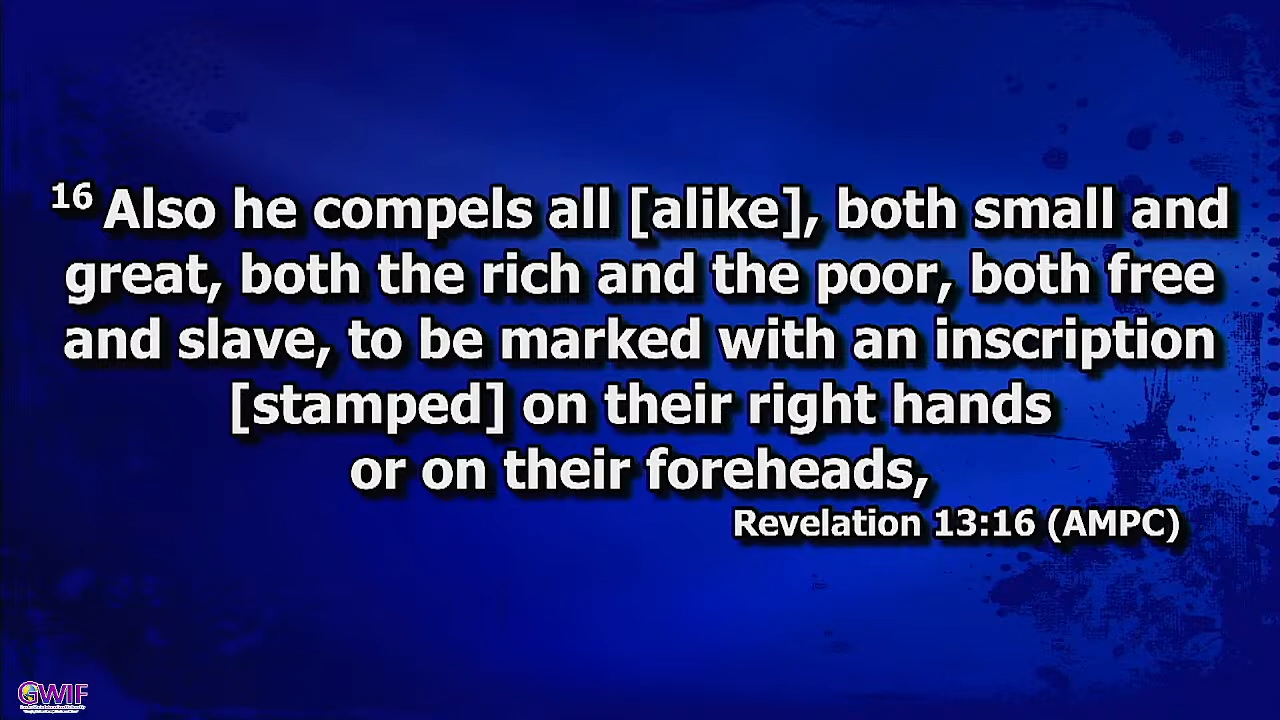 16 Also he compels all [alike], both small and
great, both the rich and the poor, both free
and slave, to be marked with an inscription
[stamped] on their right hands
or on their foreheads,
Revelation 13:16 (AMPC)
GWIF